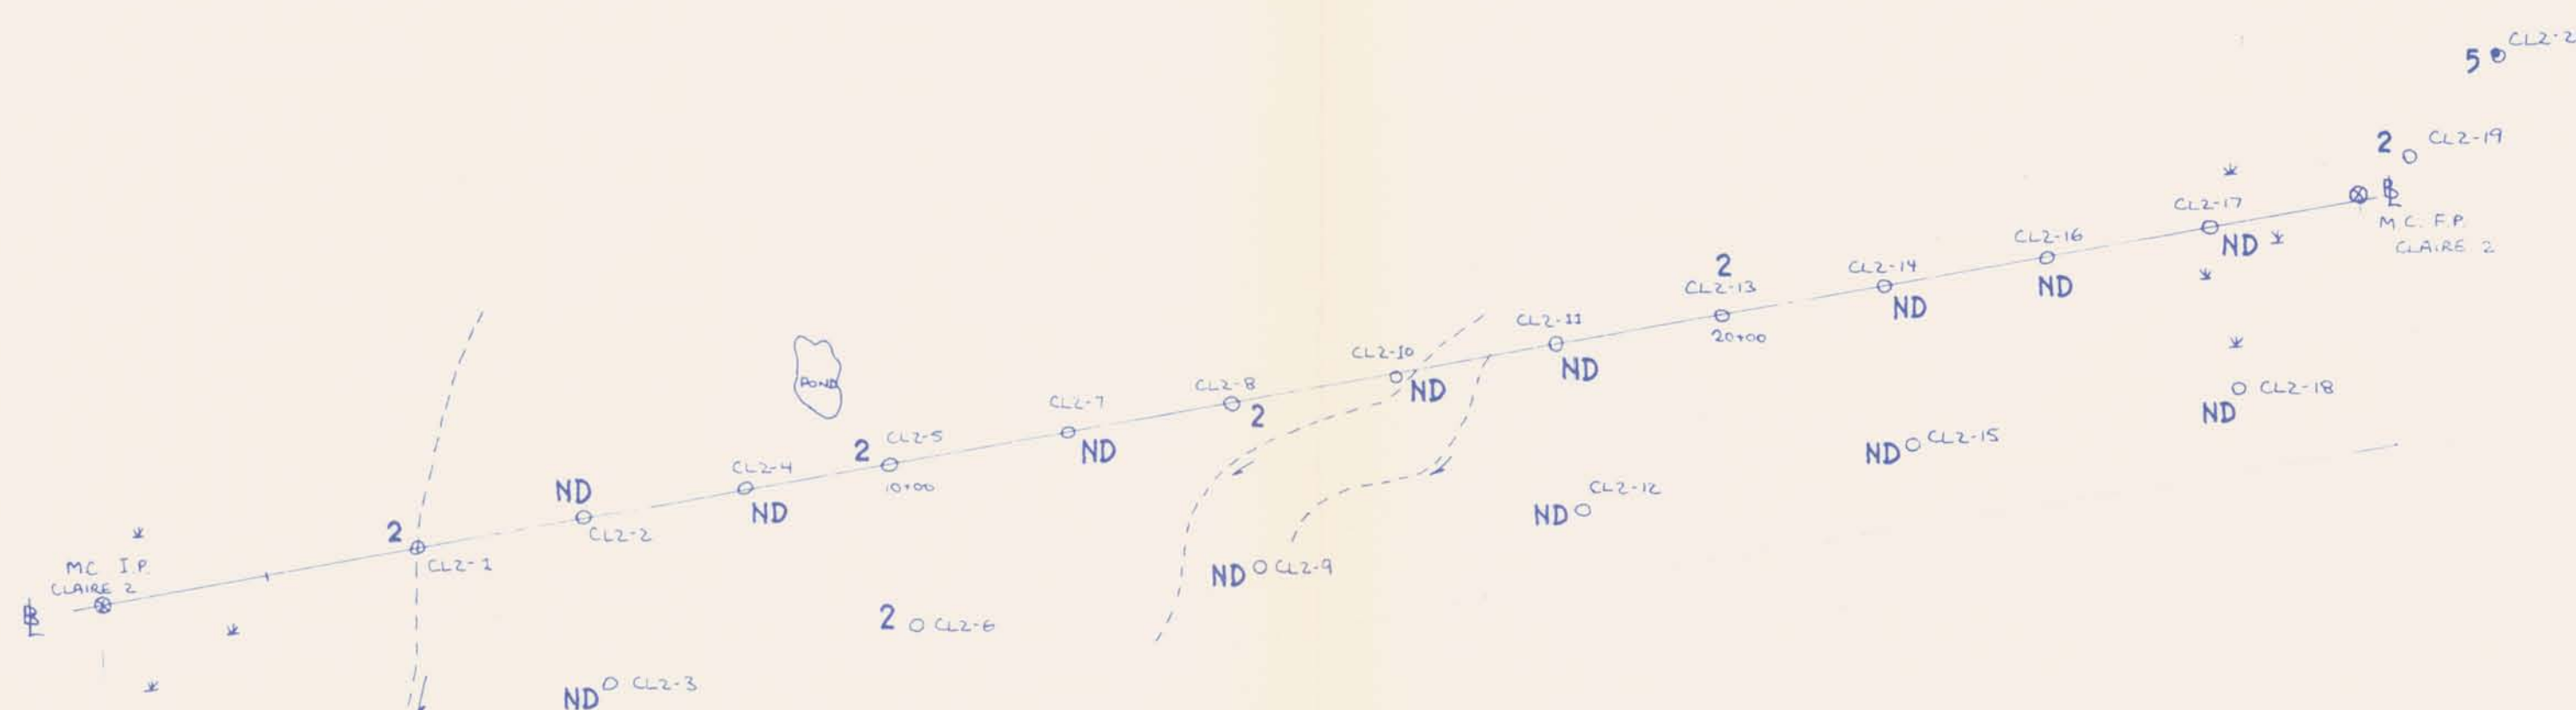 CL2-2
5
2
CL2-19
M.C. F.P.
CLAIRE 2
CL2-17
ND
CL2-16
ND
2
CL2-13
20+00
CL2-14
ND
CL2-11
ND
CL2-10
ND
CL2-18
ND
CL2-8
2
CL2-7
ND
POND
2
CL2-5
10+00
CL2-4
ND
ND CL2-15
ND
CL2-2
CL2-12
ND
2
CL2-1
MC I.P.
CLAIRE 2
ND CL2-9
2 CL2-6
ND CL2-3